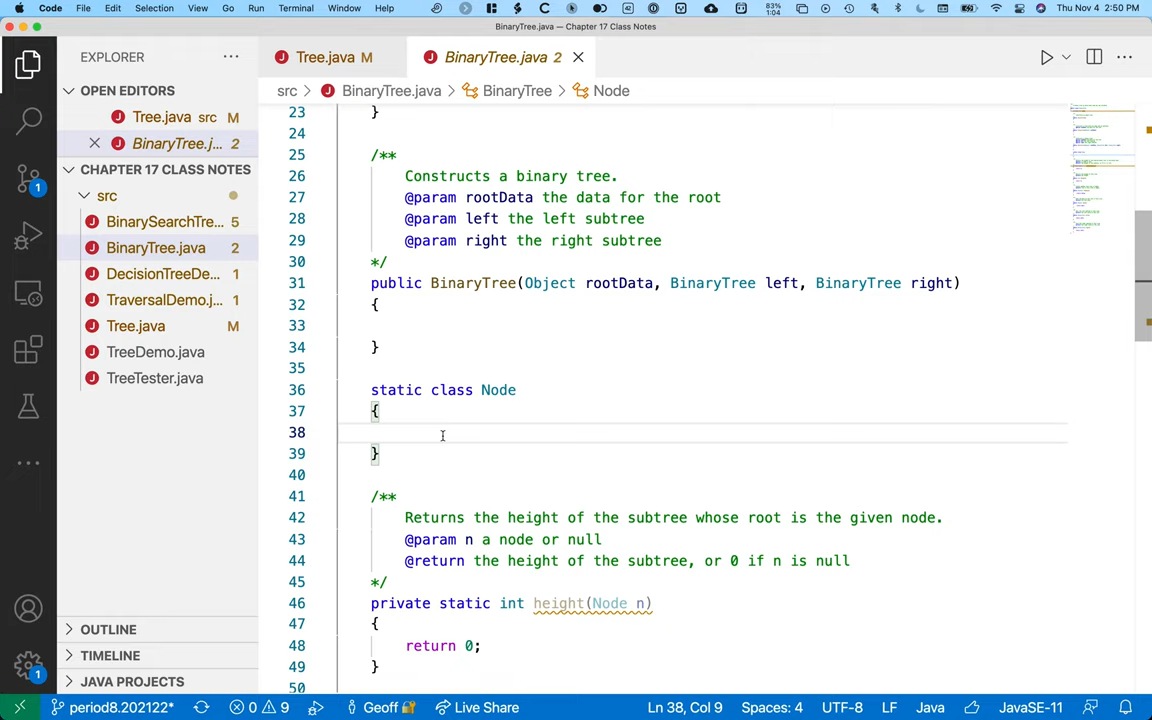 Code File Edit Selection View Go Run Terminal Window Help 83% 1:04 Thu Nov 4 2:50 PM
BinaryTree.java — Chapter 17 Class Notes
EXPLORER
Tree.java M
BinaryTree.java 2
OPEN EDITORS
Tree.java src M
BinaryTree.j... 2
CHAPTER 17 CLASS NOTES
src
BinarySearchTre... 5
BinaryTree.java 2
DecisionTreeDe... 1
TraversalDemo.j... 1
Tree.java M
TreeDemo.java
TreeTester.java
OUTLINE
TIMELINE
JAVA PROJECTS
1
1
src > BinaryTree.java > BinaryTree > Node
23 }
24
25 /**
26 Constructs a binary tree.
27 @param rootData the data for the root
28 @param left the left subtree
29 @param right the right subtree
30 */
31 public BinaryTree(Object rootData, BinaryTree left, BinaryTree right)
32 {
33
34 }
35
36 static class Node
37 {
38
39 }
40
41 /**
42 Returns the height of the subtree whose root is the given node.
43 @param n a node or null
44 @return the height of the subtree, or 0 if n is null
45 */
46 private static int height(Node n)
47 {
48 return 0;
49 }
50
period8.202122* 0 9 Geoff Live Share Ln 38, Col 9 Spaces: 4 UTF-8 LF Java JavaSE-11